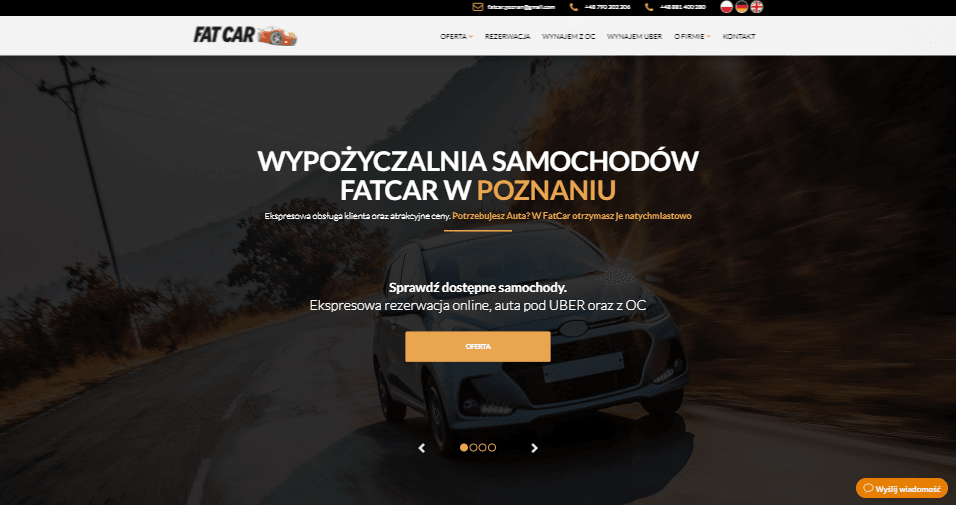 fatcar.poznan@gmail.com +48 790 302 306 +48 881 400 280
FAT CAR
OFERTA REZERWACJA WYNAJEM Z OC WYNAJEM UBER O FIRMIE KONTAKT
WYPOŻYCZALNIA SAMOCHODÓW
FATCAR W POZNANIU
Ekspresowa obsługa klienta oraz atrakcyjne ceny. Potrzebujesz Auta? W FatCar otrzymasz je natychmiastowo
Sprawdź dostępne samochody.
Ekspresowa rezerwacja online, auta pod UBER oraz z OC
OFERTA
Wyślij wiadomość